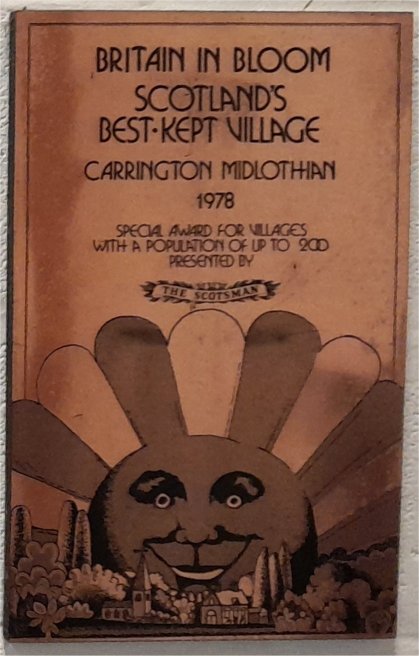 BRITAIN IN BLOOM
SCOTLAND'S
BEST-KEPT VILLAGE
CARRINGTON MIDLOTHIAN
1978
SPECIAL AWARD FOR VILLAGES
WITH A POPULATION OF UP TO 200
PRESENTED BY
THE SCOTSMAN